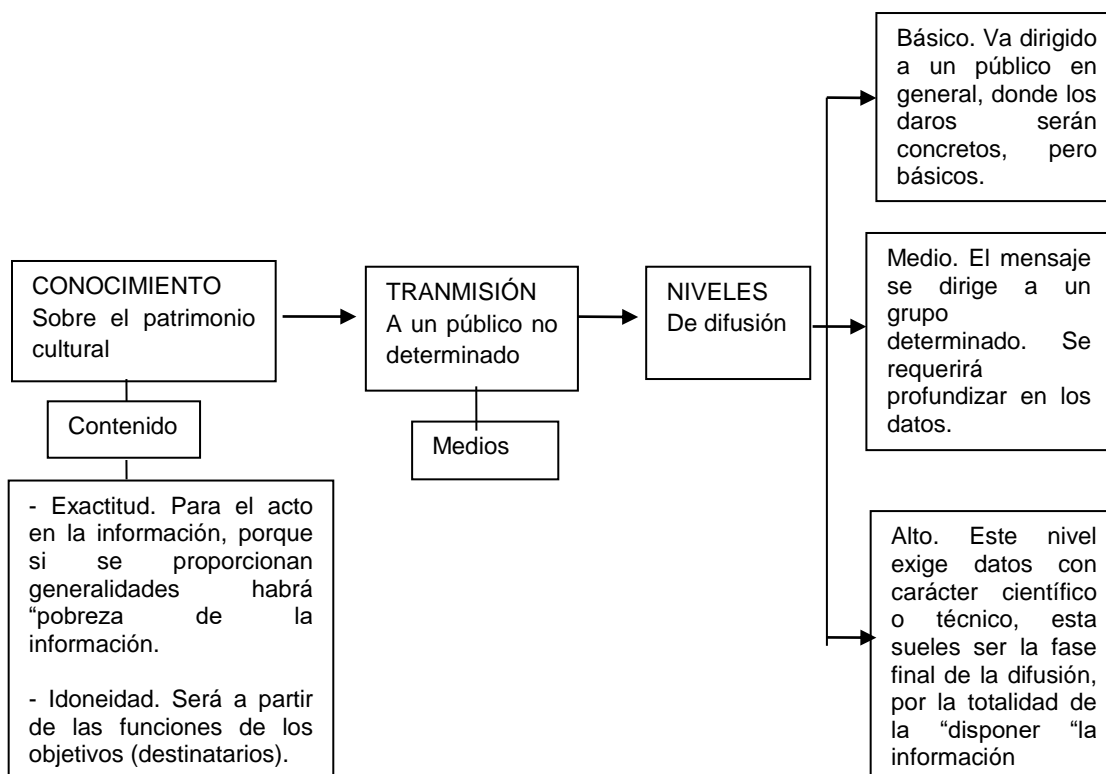 CONOCIMIENTO
Sobre el patrimonio
cultural
Contenido
- Exactitud. Para el acto
en la información, porque
si se proporcionan
generalidades habrá
“pobreza de la
información.
- Idoneidad. Será a partir
de las funciones de los
objetivos (destinatarios).
TRANMISIÓN
A un público no
determinado
Medios
NIVELES
De difusión
Básico. Va dirigido
a un público en
general, donde los
daros serán
concretos, pero
básicos.
Medio. El mensaje
se dirige a un
grupo
determinado. Se
requerirá
profundizar en los
datos.
Alto. Este nivel
exige datos con
carácter científico
o técnico, esta
sueles ser la fase
final de la difusión,
por la totalidad de
la “disponer “la
información